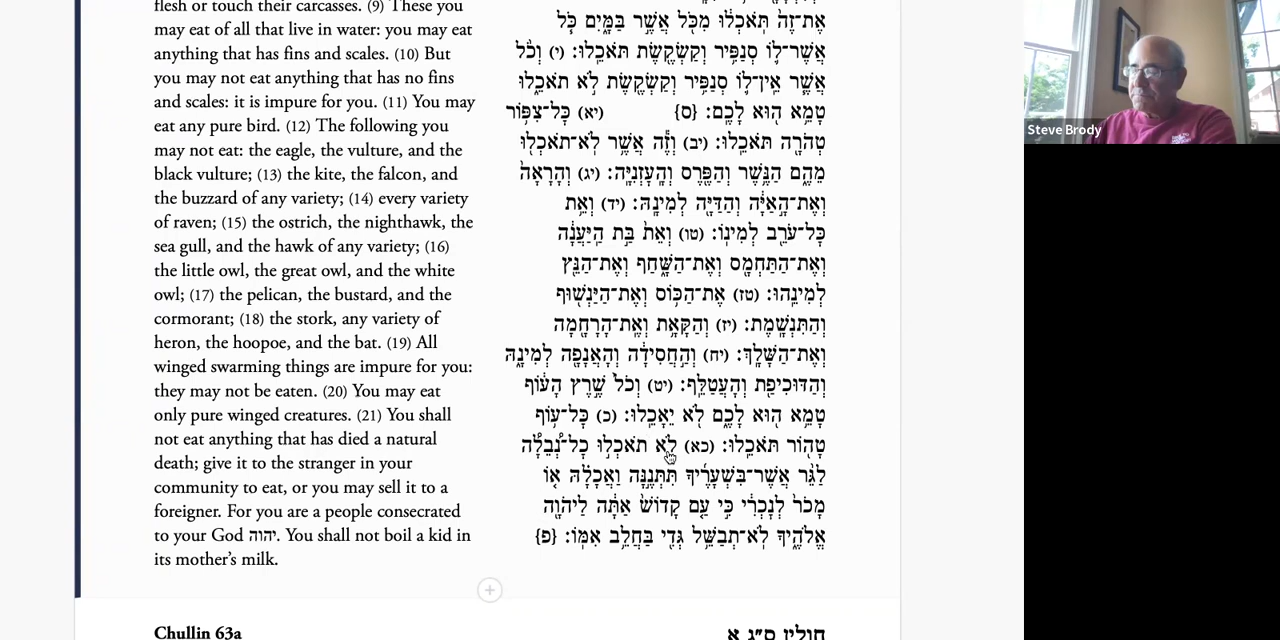 flesh or touch their carcasses. (9) These you
may eat of all that live in water: you may eat
anything that has fins and scales. (10) But
you may not eat anything that has no fins
and scales: it is impure for you. (11) You may
eat any pure bird. (12) The following you
may not eat: the eagle, the vulture, and the
black vulture; (13) the kite, the falcon, and
the buzzard of any variety; (14) every variety
of raven; (15) the ostrich, the nighthawk, the
sea gull, and the hawk of any variety; (16)
the little owl, the great owl, and the white
owl; (17) the pelican, the bustard, and the
cormorant; (18) the stork, any variety of
heron, the hoopoe, and the bat. (19) All
winged swarming things are impure for you:
they may not be eaten. (20) You may eat
only pure winged creatures. (21) You shall
not eat anything that has died a natural
death; give it to the stranger in your
community to eat, or you may sell it to a
foreigner. For you are a people consecrated
to your God יהוה. You shall not boil a kid in
its mother’s milk.
אֶת־זֶה֙ תֹּֽאכְל֔וּ מִכֹּ֖ל אֲשֶׁ֣ר בַּמָּ֑יִם כֹּ֧ל
אֲשֶׁר־ל֛וֹ סְנַפִּ֥יר וְקַשְׂקֶ֖שֶׂת תֹּאכֵֽלוּ׃ (י) וְכֹ֨ל
אֲשֶׁ֧ר אֵֽין־ל֛וֹ סְנַפִּ֥יר וְקַשְׂקֶ֖שֶׂת לֹ֣א תֹאכֵ֑לוּ
טָמֵ֥א ה֖וּא לָכֶֽם׃ {ס} (יא) כׇּל־צִפּ֥וֹר
טְהֹרָ֖ה תֹּאכֵֽלוּ׃ (יב) וְזֶ֕ה אֲשֶׁ֥ר לֹֽא־תֹאכְל֖וּ
מֵהֶ֑ם הַנֶּ֥שֶׁר וְהַפֶּ֖רֶס וְהָֽעׇזְנִיָּֽה׃ (יג) וְהָרָאָה֙
וְאֶת־הָ֣אַיָּ֔ה וְהַדַּיָּ֖ה לְמִינָֽהּ׃ (יד) וְאֵ֥ת
כׇּל־עֹרֵ֖ב לְמִינֽוֹ׃ (טו) וְאֵת֙ בַּ֣ת הַֽיַּעֲנָ֔ה
וְאֶת־הַתַּחְמָ֖ס וְאֶת־הַשָּׁ֑חַף וְאֶת־הַנֵּ֖ץ
לְמִינֵֽהוּ׃ (טז) אֶת־הַכּ֥וֹס וְאֶת־הַיַּנְשׁ֖וּף
וְהַתִּנְשָֽׁמֶת׃ (יז) וְהַקָּאָ֥ת וְאֶֽת־הָרָחָ֖מָה
וְאֶת־הַשָּׁלָֽךְ׃ (יח) וְהַ֣חֲסִידָ֔ה וְהָאֲנָפָ֖ה לְמִינָ֑הּ
וְהַדּוּכִיפַ֖ת וְהָעֲטַלֵּֽף׃ (יט) וְכֹל֙ שֶׁ֣רֶץ הָע֔וֹף
טָמֵ֥א ה֖וּא לָכֶ֑ם לֹ֖א יֵאָכֵֽלוּ׃ (כ) כׇּל־ע֥וֹף
טָה֖וֹר תֹּאכֵֽלוּ׃ (כא) לֹ֣א תֹאכְל֣וּ כׇל־נְ֠בֵלָ֠ה
לַגֵּ֨ר אֲשֶׁר־בִּשְׁעָרֶ֜יךָ תִּתְּנֶ֣נָּה וַאֲכָלָ֗הּ א֤וֹ
מָכֹר֙ לְנׇכְרִ֔י כִּ֣י עַ֤ם קָדוֹשׁ֙ אַתָּ֔ה לַיהֹוָ֖ה
אֱלֹהֶ֑יךָ לֹֽא־תְבַשֵּׁ֥ל גְּדִ֖י בַּחֲלֵ֥ב אִמּֽוֹ׃ {פ}
Chullin 63a
חולין ס״ג א
Steve Brody